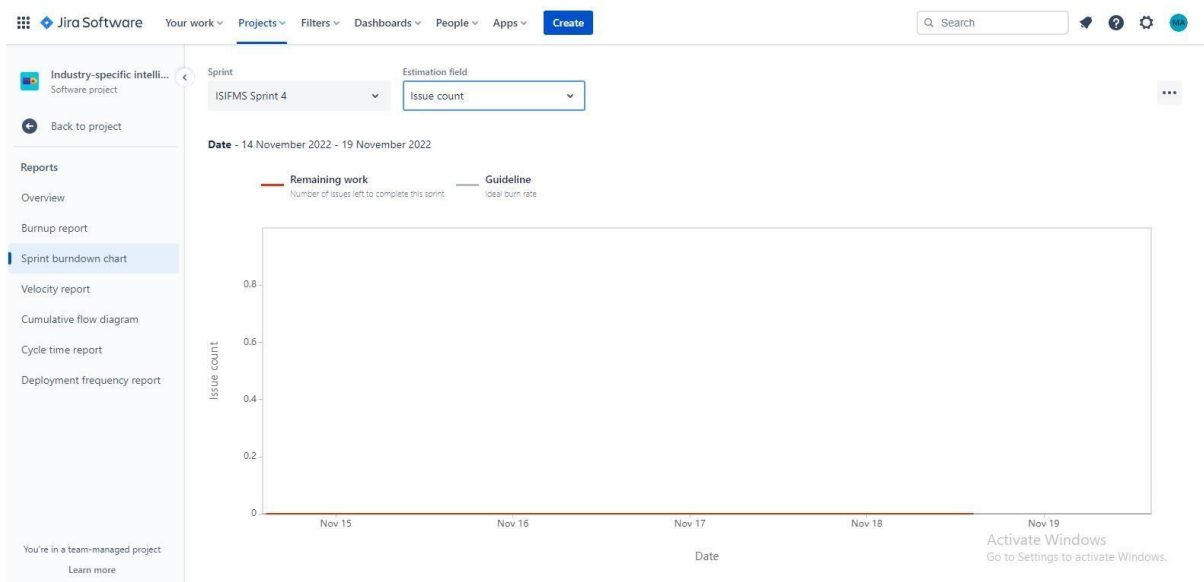 Jira Software Your work Projects Filters Dashboards People Apps Create Search MA
Industry-specific intelli...
Software project
Back to project
Reports
Overview
Burnup report
Sprint burndown chart
Velocity report
Cumulative flow diagram
Cycle time report
Deployment frequency report
You're in a team-managed project
Learn more
Sprint Estimation field
ISIFMS Sprint 4 Issue count
Date - 14 November 2022 - 19 November 2022
Remaining work Guideline
Number of issues left to complete this sprint Ideal burn rate
Issue count
0.8
0.6
0.4
0.2
0
Nov 15 Nov 16 Nov 17 Nov 18 Nov 19
Date
Activate Windows
Go to Settings to activate Windows.